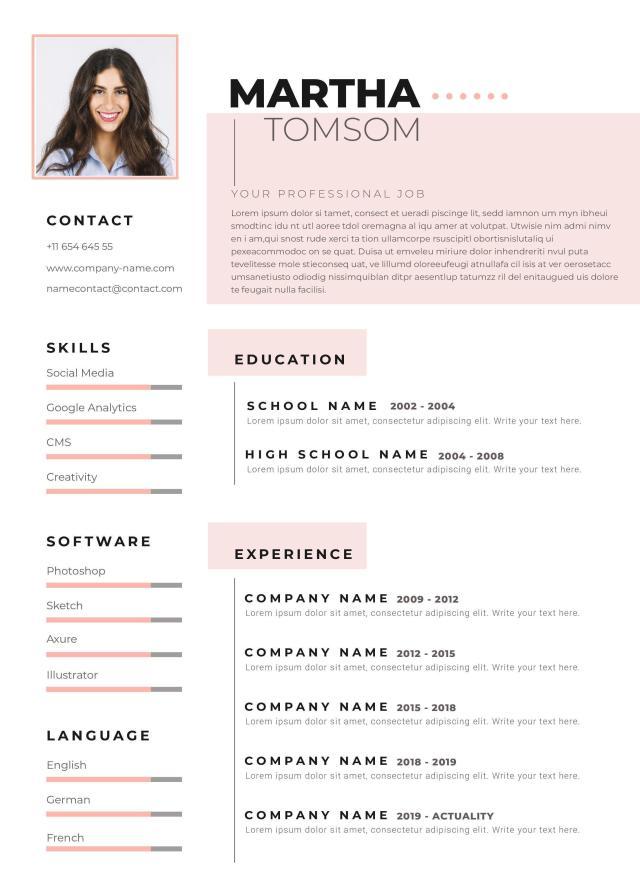 MARTHA
TOMSOM
YOUR PROFESSIONAL JOB
Lorem ipsum dolor si tamet, consect et ueradi piscinge lit, sedd iamnon um myn ibheui
smodtinc idu nt utl aoree tdol oremagna al iqu amer at volutpat. Utwisie nim admi nimv
en i am,qui snost rude xerci ta tion ullamcorpe rsuscipitl obortisnislutaliq ui
pexeacommodoc on se quat. Duisa ut emveleu miriure dolor inhendreriti nvul puta
tevelitesse mole stieconseq uat, ve lillumd oloreeufeugi atnullafa cil isis at ver oerosetacc
umsanetiusto odiodig nissimquiblan ditpr aesentlup tatumzz ril del enitaugued uis dolore
te feugait nulla facilisi.
CONTACT
+11 654 645 55
www.company-name.com
namecontact@contact.com
SKILLS
Social Media
Google Analytics
CMS
Creativity
SOFTWARE
Photoshop
Sketch
Axure
Illustrator
LANGUAGE
English
German
French
EDUCATION
SCHOOL NAME 2002 - 2004
Lorem ipsum dolor sit amet, consectetur adipiscing elit. Write your text here.
HIGH SCHOOL NAME 2004 - 2008
Lorem ipsum dolor sit amet, consectetur adipiscing elit. Write your text here.
EXPERIENCE
COMPANY NAME 2009 - 2012
Lorem ipsum dolor sit amet, consectetur adipiscing elit. Write your text here.
COMPANY NAME 2012 - 2015
Lorem ipsum dolor sit amet, consectetur adipiscing elit. Write your text here.
COMPANY NAME 2015 - 2018
Lorem ipsum dolor sit amet, consectetur adipiscing elit. Write your text here.
COMPANY NAME 2018 - 2019
Lorem ipsum dolor sit amet, consectetur adipiscing elit. Write your text here.
COMPANY NAME 2019 - ACTUALITY
Lorem ipsum dolor sit amet, consectetur adipiscing elit. Write your text here.